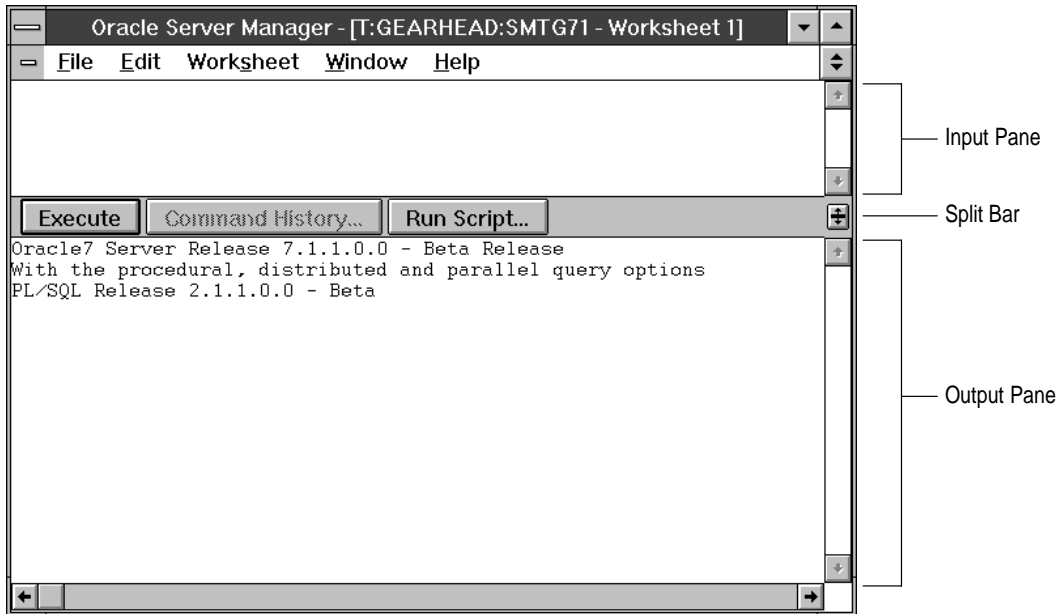 Oracle Server Manager - [T:GEARHEAD:SMTG71 - Worksheet 1]
File Edit Worksheet Window Help
Input Pane
Execute Command History... Run Script...
Split Bar
Oracle7 Server Release 7.1.1.0.0 - Beta Release
With the procedural, distributed and parallel query options
PL/SQL Release 2.1.1.0.0 - Beta
Output Pane